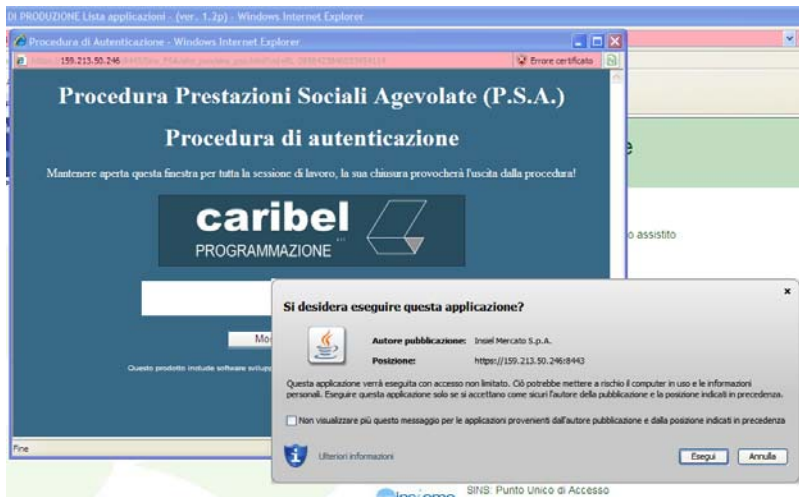 DI PRODUZIONE Lista applicazioni - (ver. 1.2p) - Windows Internet Explorer
Procedura di Autenticazione - Windows Internet Explorer
159.213.50.246
Errore certificato
Procedura Prestazioni Sociali Agevolate (P.S.A.)
Procedura di autenticazione
Mantenere aperta questa finestra per tutta la sessione di lavoro, la sua chiusura provocherà l'uscita dalla procedura!
caribel
PROGRAMMAZIONE
o assistito
Si desidera eseguire questa applicazione?
Autore pubblicazione: Insiel Mercato S.p.A.
Posizione: https://159.213.50.246:8443
Questo prodotto include software
Questa applicazione verrà eseguita con accesso non limitato. Ciò potrebbe mettere a rischio il computer in uso e le informazioni
personali. Eseguire questa applicazione solo se si accettano come sicuri l'autore della pubblicazione e la posizione indicati in precedenza.
Non visualizzare più questo messaggio per le applicazioni provenienti dall'autore pubblicazione e dalla posizione indicati in precedenza
Ulteriori informazioni
Esegui
Annulla
Fine
SINS: Punto Unico di Accesso